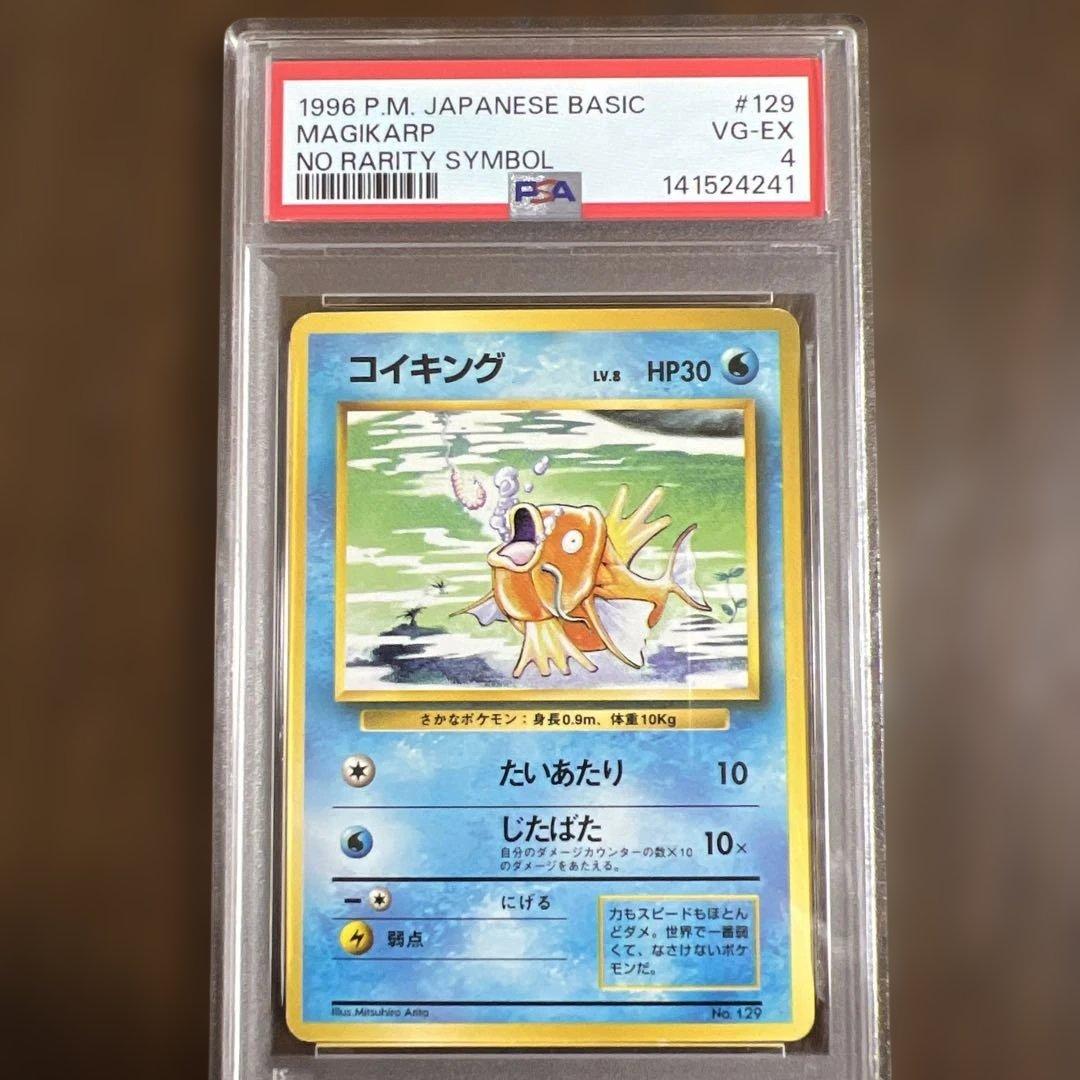 1996 P.M. JAPANESE BASIC #129
MAGIKARP VG-EX
NO RARITY SYMBOL 4
PSA 141524241
コイキング LV.8 HP30
さかなポケモン：身長0.9m、体重10Kg
たいあたり 10
じたばた 10×
自分のダメージカウンターの数×10
のダメージをあたえる。
にげる
弱点
力もスピードもほとん
どダメ。世界で一番弱
くて、なさけないポケ
モンだ。
Illus.Mitsuhiro Arita No. 129